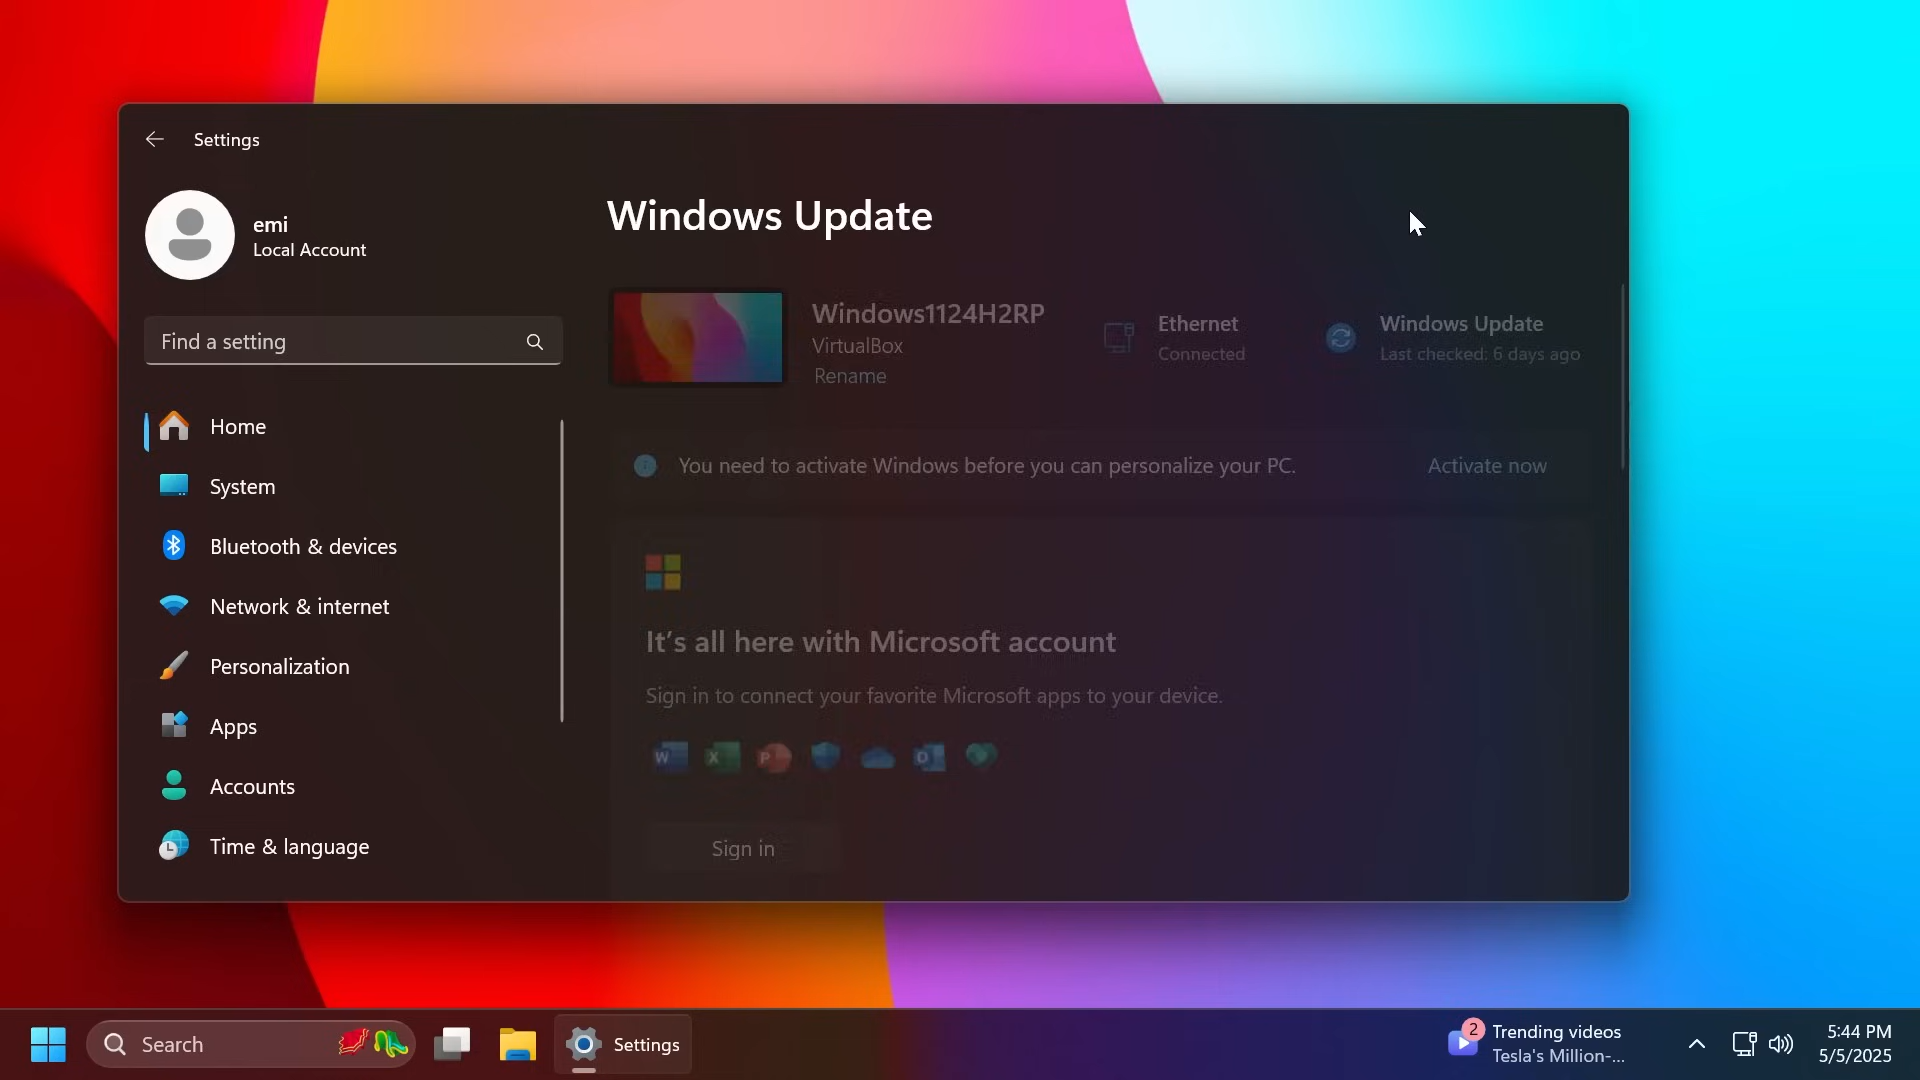 Settings
emi
Local Account
Find a setting
Home
System
Bluetooth & devices
Network & internet
Personalization
Apps
Accounts
Time & language
Windows Update
Windows1124H2RP
VirtualBox
Rename
Ethernet
Connected
Windows Update
Last checked: 6 days ago
You need to activate Windows before you can personalize your PC.
Activate now
It's all here with Microsoft account
Sign in to connect your favorite Microsoft apps to your device.
W X P O
Sign in
Search
Settings
2
Trending videos
Tesla's Million-...
5:44 PM
5/5/2025